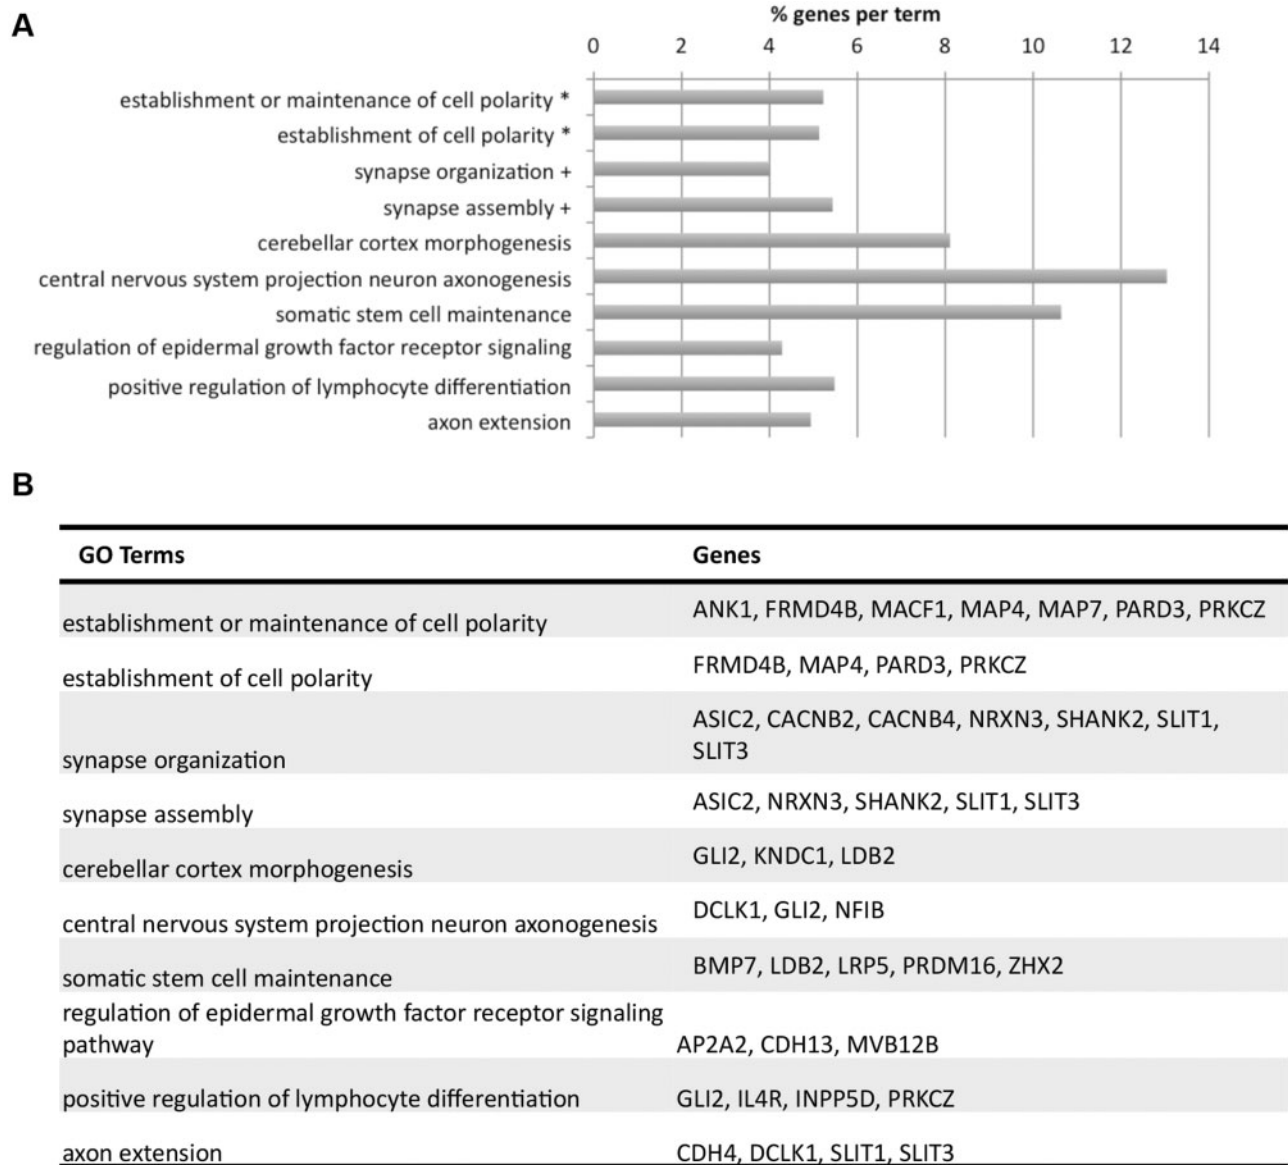 A
% genes per term
0 2 4 6 8 10 12 14
establishment or maintenance of cell polarity *
establishment of cell polarity *
synapse organization +
synapse assembly +
cerebellar cortex morphogenesis
central nervous system projection neuron axonogenesis
somatic stem cell maintenance
regulation of epidermal growth factor receptor signaling
positive regulation of lymphocyte differentiation
axon extension
B
GO Terms Genes
establishment or maintenance of cell polarity ANK1, FRMD4B, MACF1, MAP4, MAP7, PARD3, PRKCZ
establishment of cell polarity FRMD4B, MAP4, PARD3, PRKCZ
synapse organization ASIC2, CACNB2, CACNB4, NRXN3, SHANK2, SLIT1,
SLIT3
synapse assembly ASIC2, NRXN3, SHANK2, SLIT1, SLIT3
cerebellar cortex morphogenesis GLI2, KNDC1, LDB2
central nervous system projection neuron axonogenesis DCLK1, GLI2, NFIB
somatic stem cell maintenance BMP7, LDB2, LRP5, PRDM16, ZHX2
regulation of epidermal growth factor receptor signaling
pathway AP2A2, CDH13, MVB12B
positive regulation of lymphocyte differentiation GLI2, IL4R, INPP5D, PRKCZ
axon extension CDH4, DCLK1, SLIT1, SLIT3